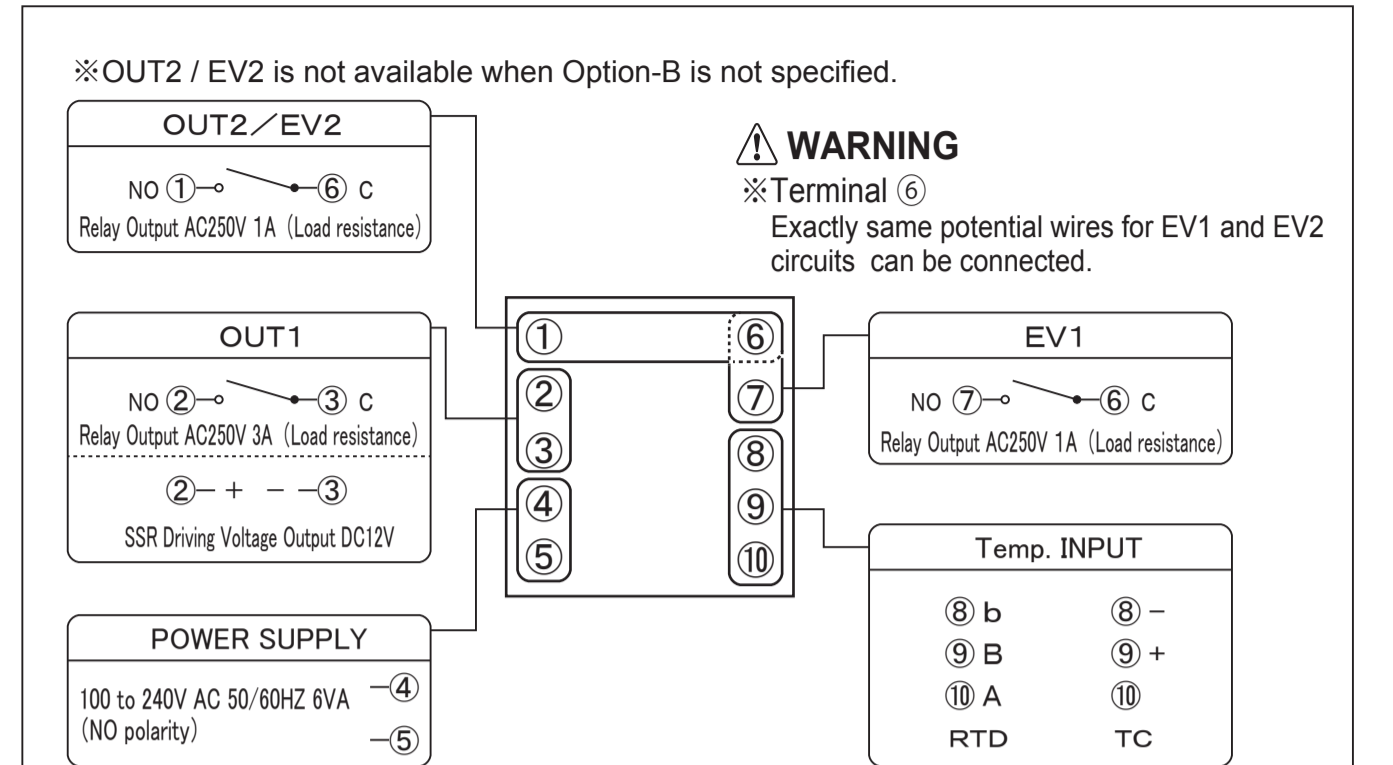 ※OUT2 / EV2 is not available when Option-B is not specified.
OUT2／EV2
NO ① ⑥ C
Relay Output AC250V 1A (Load resistance)
⚠ WARNING
※Terminal ⑥
Exactly same potential wires for EV1 and EV2
circuits can be connected.
OUT1
NO ② ③ C
Relay Output AC250V 3A (Load resistance)
②− + − −③
SSR Driving Voltage Output DC12V
POWER SUPPLY
100 to 240V AC 50/60HZ 6VA −④
(NO polarity) −⑤
① ⑥
② ⑦
③ ⑧
④ ⑨
⑤ ⑩
EV1
NO ⑦ ⑥ C
Relay Output AC250V 1A (Load resistance)
Temp. INPUT
⑧ b ⑧ −
⑨ B ⑨ +
⑩ A ⑩
RTD TC